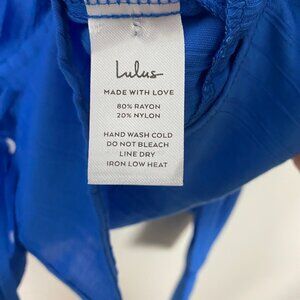 Lulus
MADE WITH LOVE
80% RAYON
20% NYLON
HAND WASH COLD
DO NOT BLEACH
LINE DRY
IRON LOW HEAT